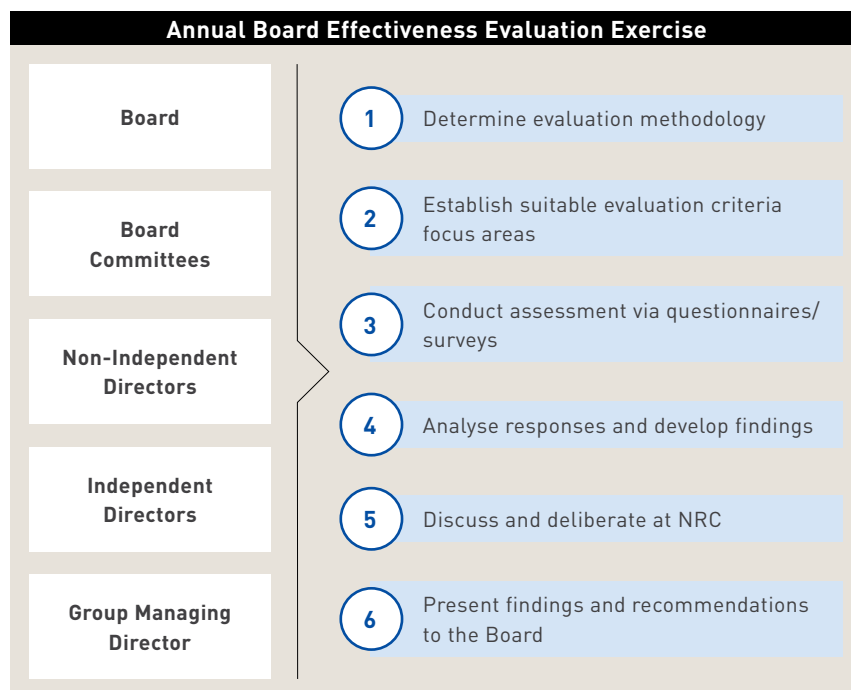 Annual Board Effectiveness Evaluation Exercise
Board
Board
Committees
Non-Independent
Directors
Independent
Directors
Group Managing
Director
1
Determine evaluation methodology
2
Establish suitable evaluation criteria
focus areas
3
Conduct assessment via questionnaires/
surveys
4
Analyse responses and develop findings
5
Discuss and deliberate at NRC
6
Present findings and recommendations
to the Board